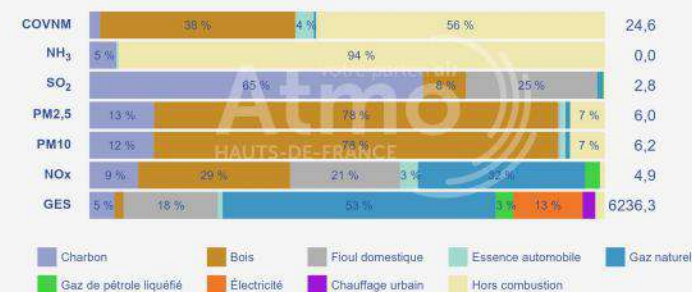 COVNM 38 % 4 % 56 % 24,6
NH3 5 % 94 % 0,0
SO2 65 % 8 % 25 % 2,8
PM2,5 13 % 78 % 7 % 6,0
PM10 12 % 78 % 7 % 6,2
NOx 9 % 29 % 21 % 3 % 32 % 4,9
GES 5 % 18 % 53 % 3 % 13 % 6236,3
votre partenair
Atmo
HAUTS-DE-FRANCE
Charbon Bois Fioul domestique Essence automobile Gaz naturel
Gaz de pétrole liquéfié Électricité Chauffage urbain Hors combustion